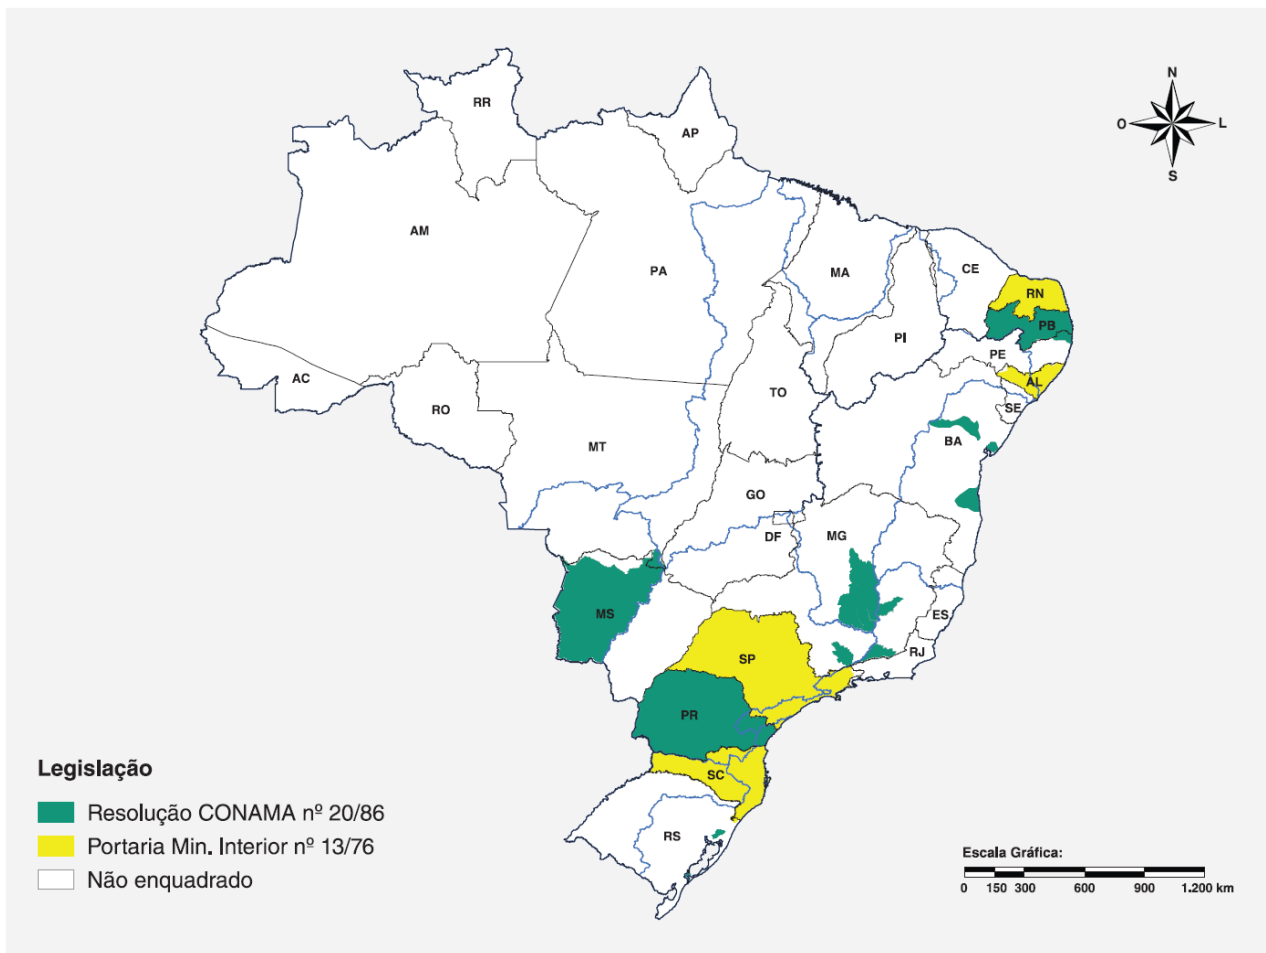 N
O
L
S
RR
AP
AM
PA
MA
CE
RN
PB
PI
PE
AL
AC
TO
SE
RO
BA
MT
GO
DF
MG
MS
ES
SP
RJ
PR
SC
RS
Legislação
Resolução CONAMA nº 20/86
Portaria Min. Interior nº 13/76
Não enquadrado
Escala Gráfica:
0 150 300 600 900 1.200 km